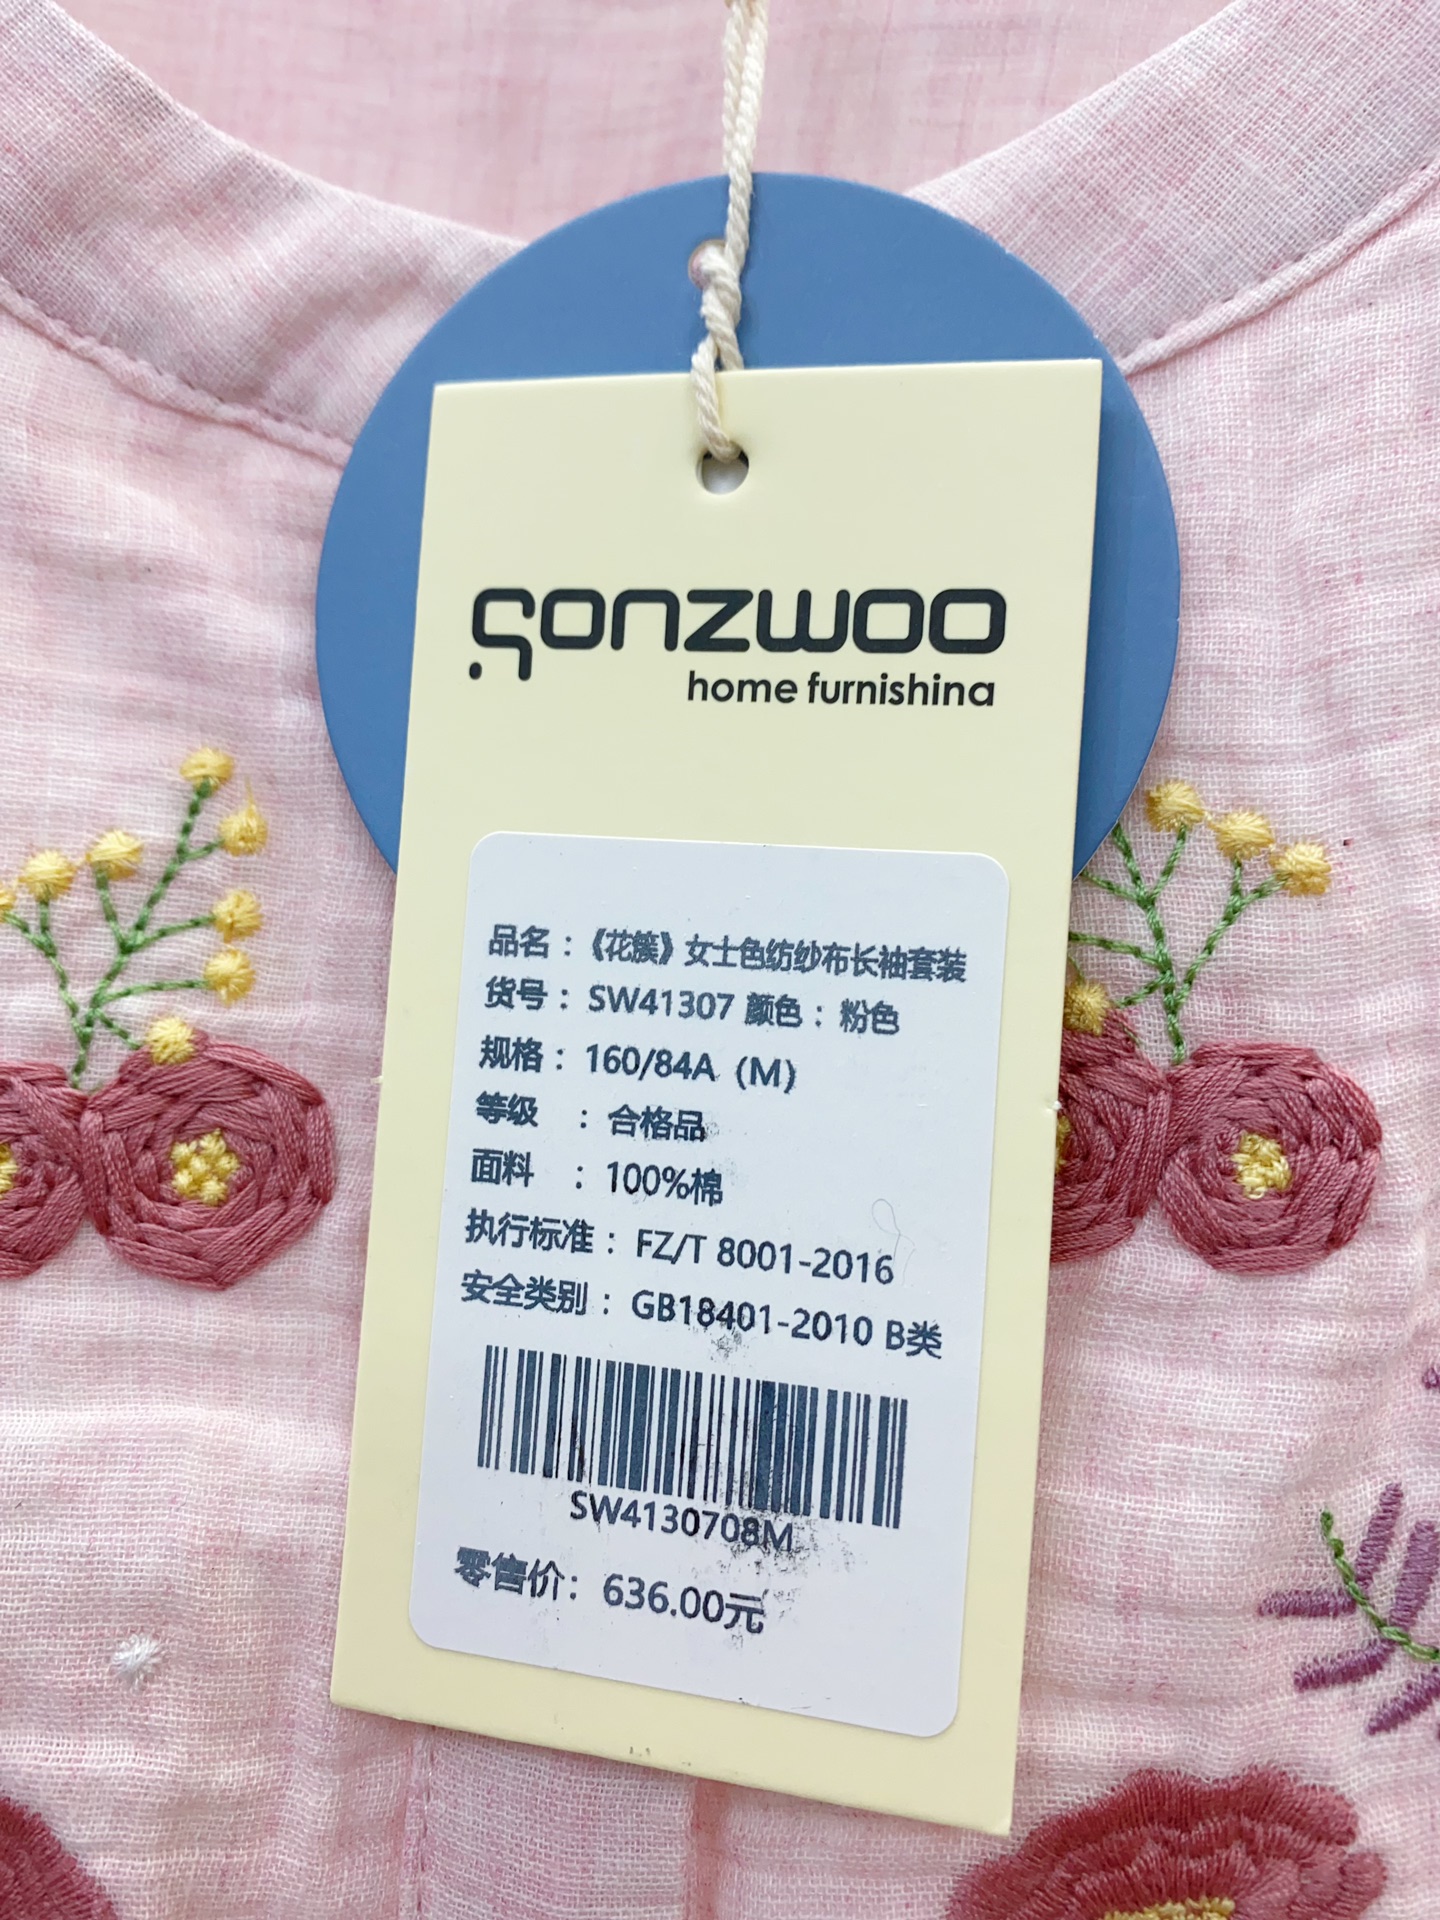 gonzwoo
home furnishina
品名：《花簇》女士色纺纱布长袖套装
货号：SW41307 颜色：粉色
规格：160/84A（M）
等级　：合格品
面料　：100%棉
执行标准：FZ/T 8001-2016
安全类别：GB18401-2010 B类
SW4130708M
零售价：636.00元